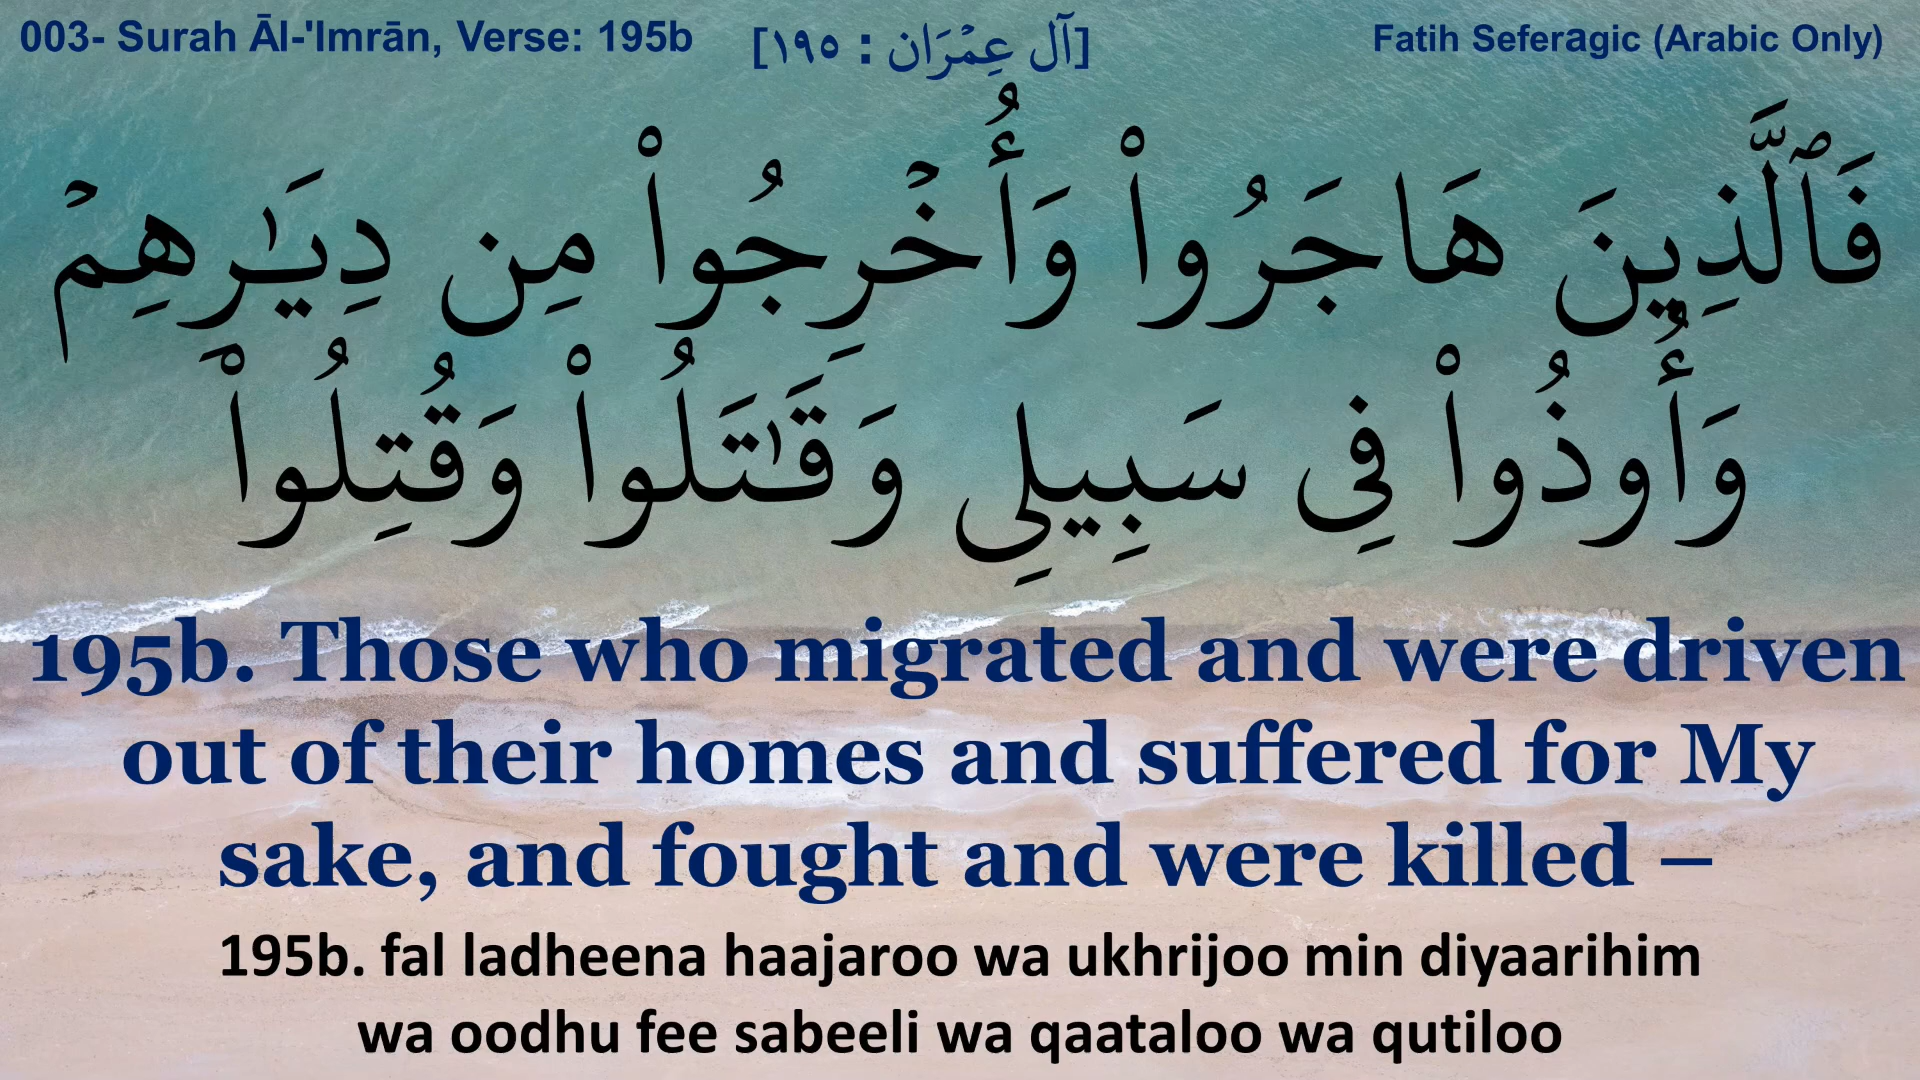 003- Surah Āl-'Imrān, Verse: 195b
[آل عِمْرَان : ١٩٥]
Fatih Seferagic (Arabic Only)
فَٱلَّذِينَ هَاجَرُوا۟ وَأُخْرِجُوا۟ مِن دِيَـٰرِهِمْ
وَأُوذُوا۟ فِى سَبِيلِى وَقَـٰتَلُوا۟ وَقُتِلُوا۟
195b. Those who migrated and were driven
out of their homes and suffered for My
sake, and fought and were killed –
195b. fal ladheena haajaroo wa ukhrijoo min diyaarihim
wa oodhu fee sabeeli wa qaataloo wa qutiloo